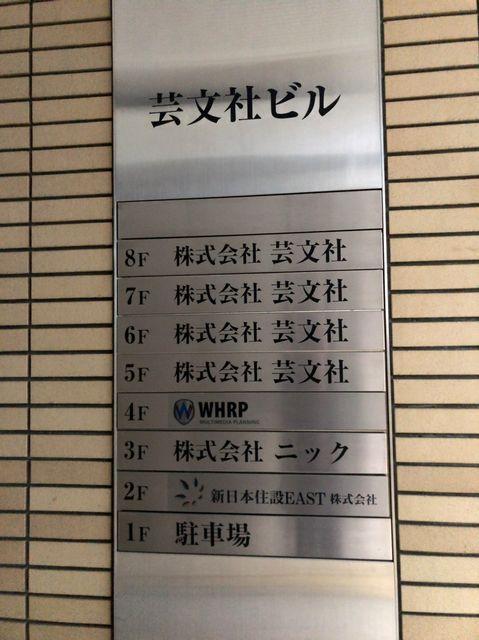 芸文社ビル
8F 株式会社 芸文社
7F 株式会社 芸文社
6F 株式会社 芸文社
5F 株式会社 芸文社
4F WHRP
MULTIMEDIA PLANNING
3F 株式会社 ニック
2F 新日本住設EAST 株式会社
1F 駐車場